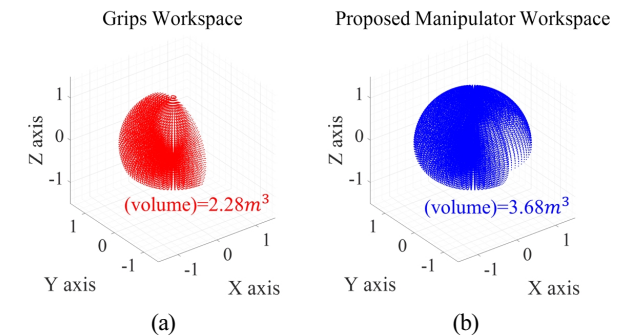 Grips Workspace
Z axis
1
0
-1
(volume)=2.28m³
1
0
-1
Y axis
-1
0
1
X axis
(a)
Proposed Manipulator Workspace
Z axis
1
0
-1
(volume)=3.68m³
1
0
-1
Y axis
-1
0
1
X axis
(b)